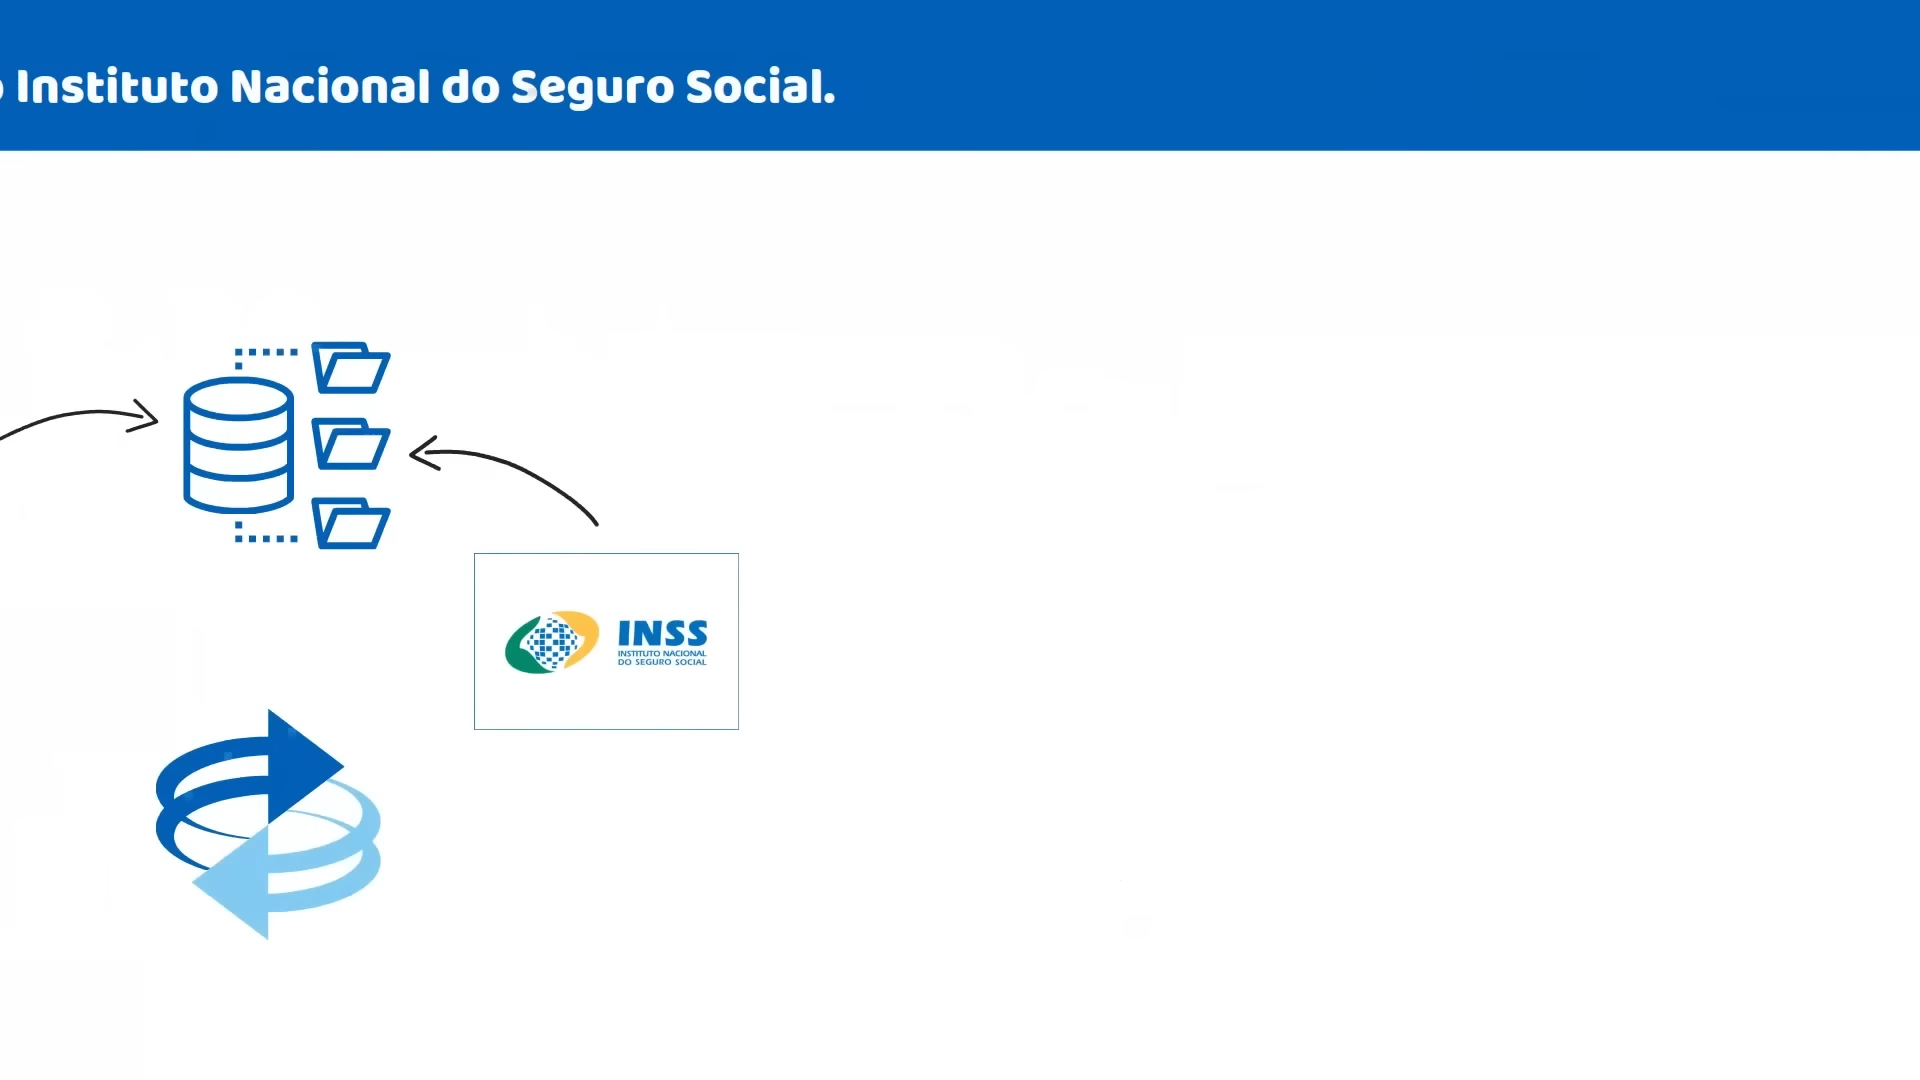 o Instituto Nacional do Seguro Social.
INSS
INSTITUTO NACIONAL
DO SEGURO SOCIAL